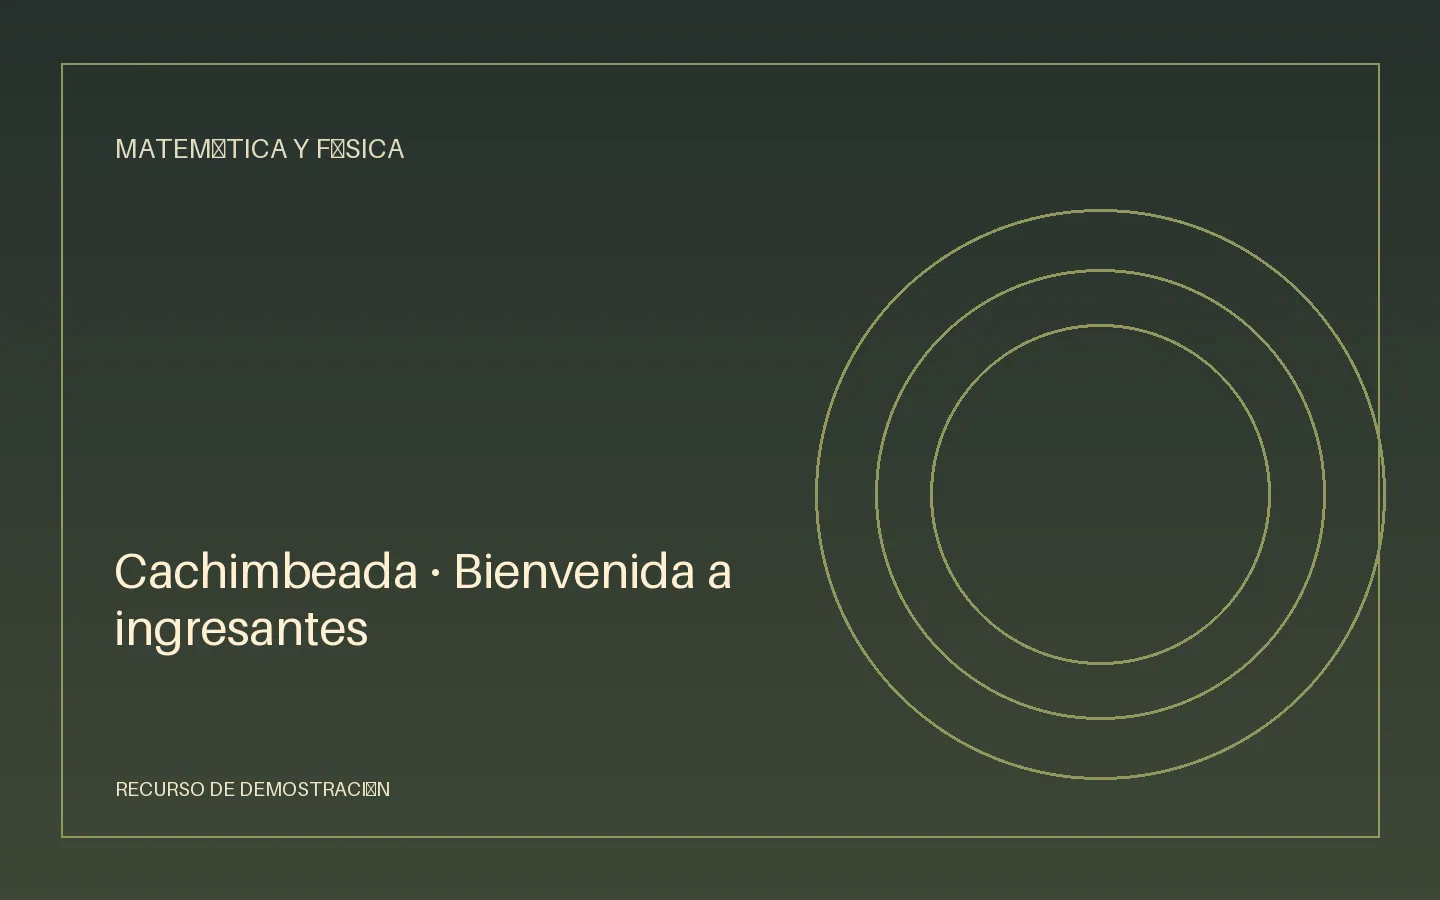 MATEM☒TICA Y F☒SICA
Cachimbeada · Bienvenida a
ingresantes
RECURSO DE DEMOSTRACI☒N